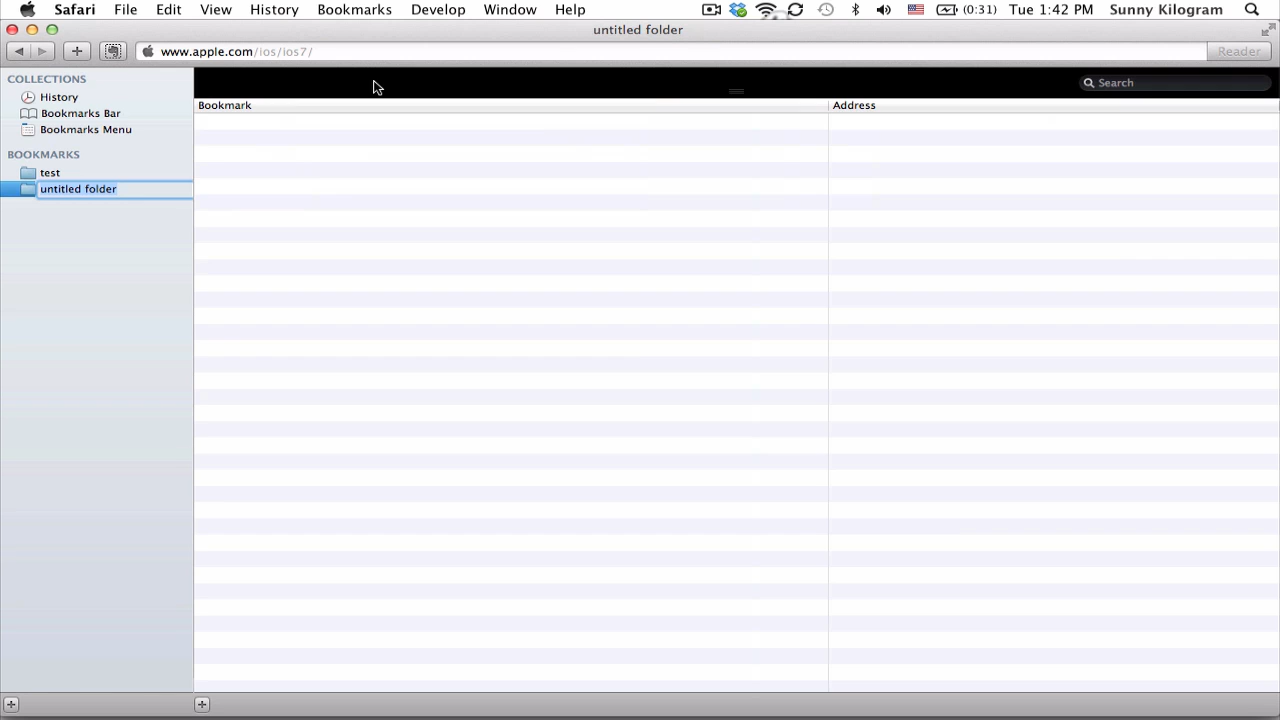 Safari File Edit View History Bookmarks Develop Window Help (0:31) Tue 1:42 PM Sunny Kilogram
untitled folder
www.apple.com/ios/ios7/ Reader
COLLECTIONS
History
Bookmarks Bar
Bookmarks Menu
BOOKMARKS
test
untitled folder
Search
Bookmark Address